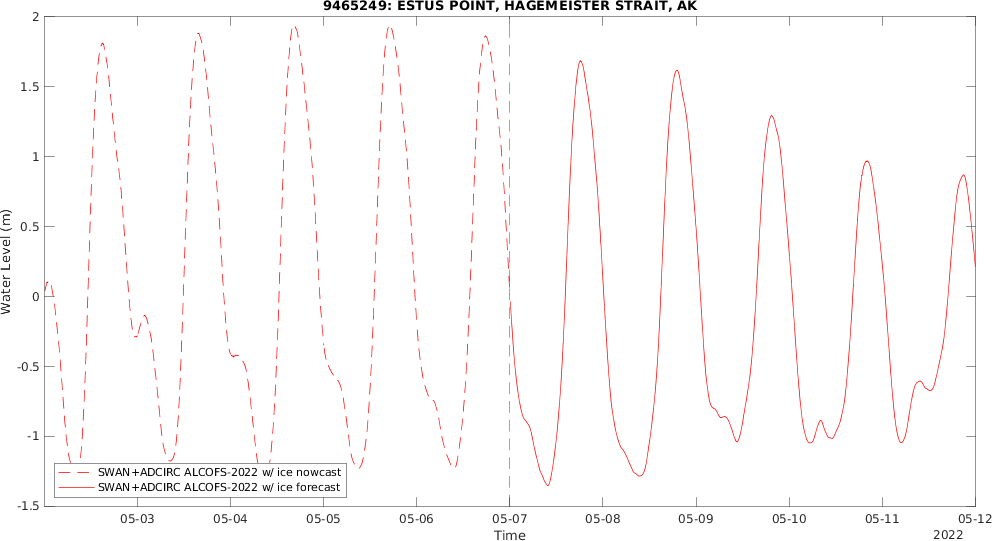 9465249: ESTUS POINT, HAGEMEISTER STRAIT, AK
2
1.5
1
0.5
0
-0.5
-1
-1.5
Water Level (m)
SWAN+ADCIRC ALCOFS-2022 w/ ice nowcast
SWAN+ADCIRC ALCOFS-2022 w/ ice forecast
05-03 05-04 05-05 05-06 05-07 05-08 05-09 05-10 05-11 05-12
Time
2022